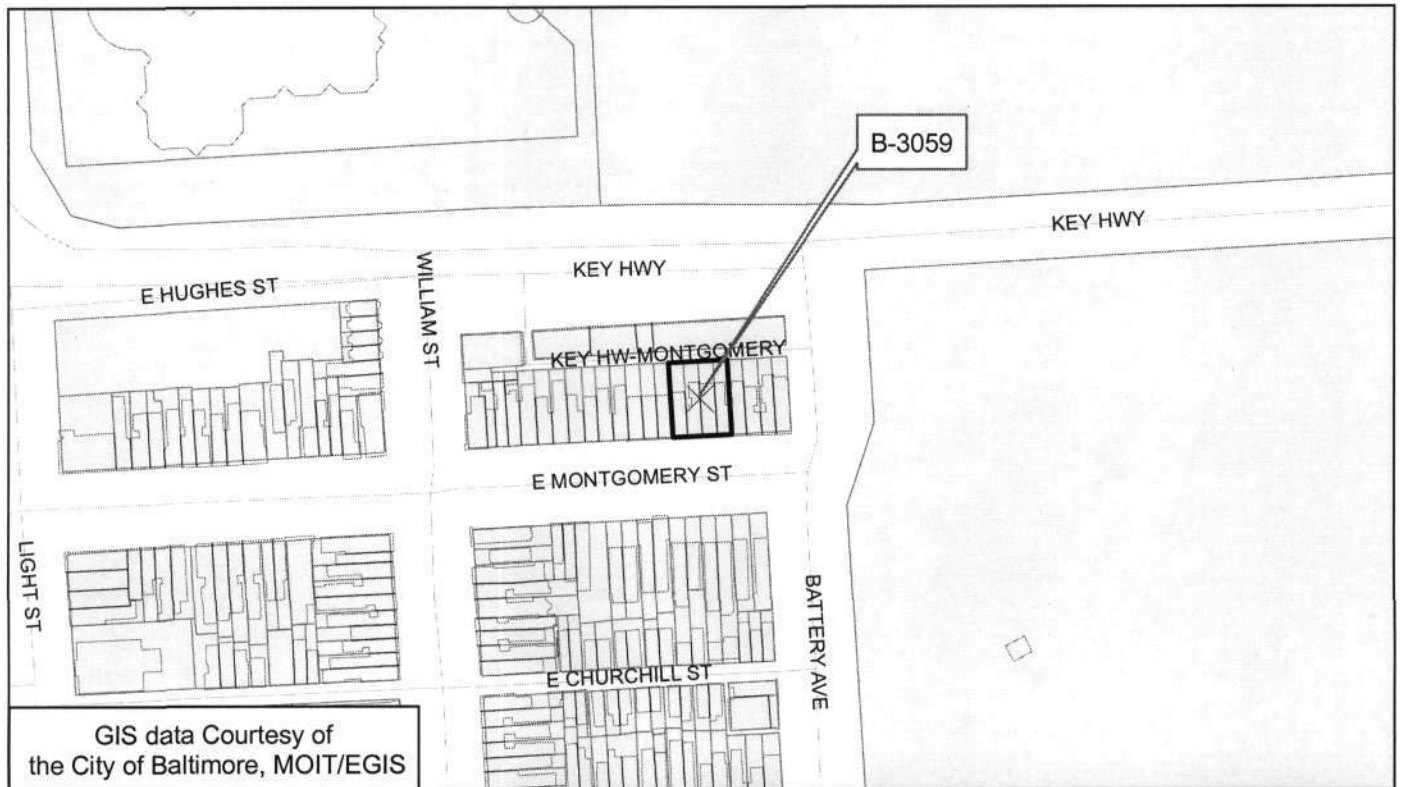 B-3059
KEY HWY
KEY HWY
E HUGHES ST
WILLIAM ST
KEY HW-MONTGOMERY
E MONTGOMERY ST
LIGHT ST
BATTERY AVE
E CHURCHILL ST
GIS data Courtesy of
the City of Baltimore, MOIT/EGIS